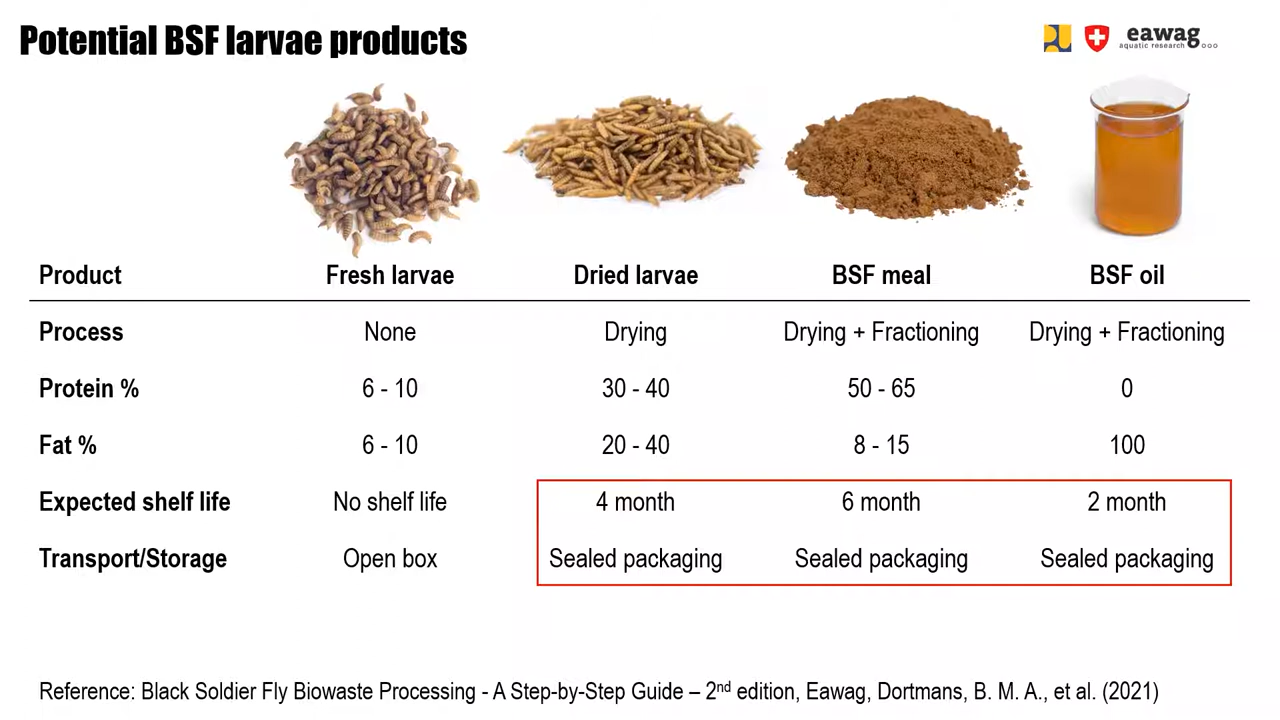 Potential BSF larvae products
eawag
aquatic research
Product Fresh larvae Dried larvae BSF meal BSF oil
Process None Drying Drying + Fractioning Drying + Fractioning
Protein % 6 - 10 30 - 40 50 - 65 0
Fat % 6 - 10 20 - 40 8 - 15 100
Expected shelf life No shelf life 4 month 6 month 2 month
Transport/Storage Open box Sealed packaging Sealed packaging Sealed packaging
Reference: Black Soldier Fly Biowaste Processing - A Step-by-Step Guide – 2nd edition, Eawag, Dortmans, B. M. A., et al. (2021)